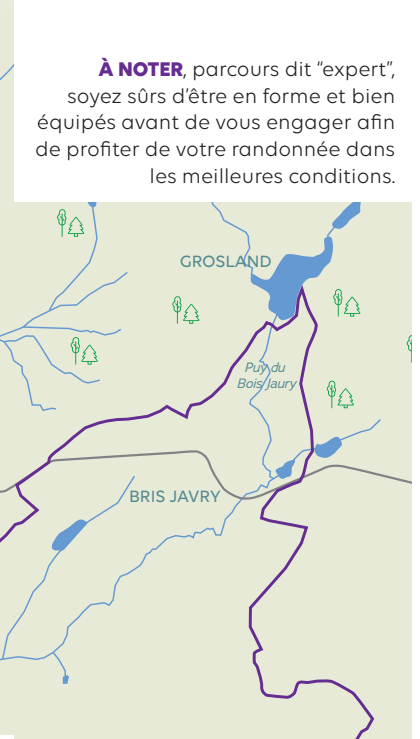 À NOTER, parcours dit “expert”,
soyez sûrs d’être en forme et bien
équipés avant de vous engager afin
de profiter de votre randonnée dans
les meilleures conditions.
GROSLAND
Puy du
Bois Jaury
BRIS JAVRY